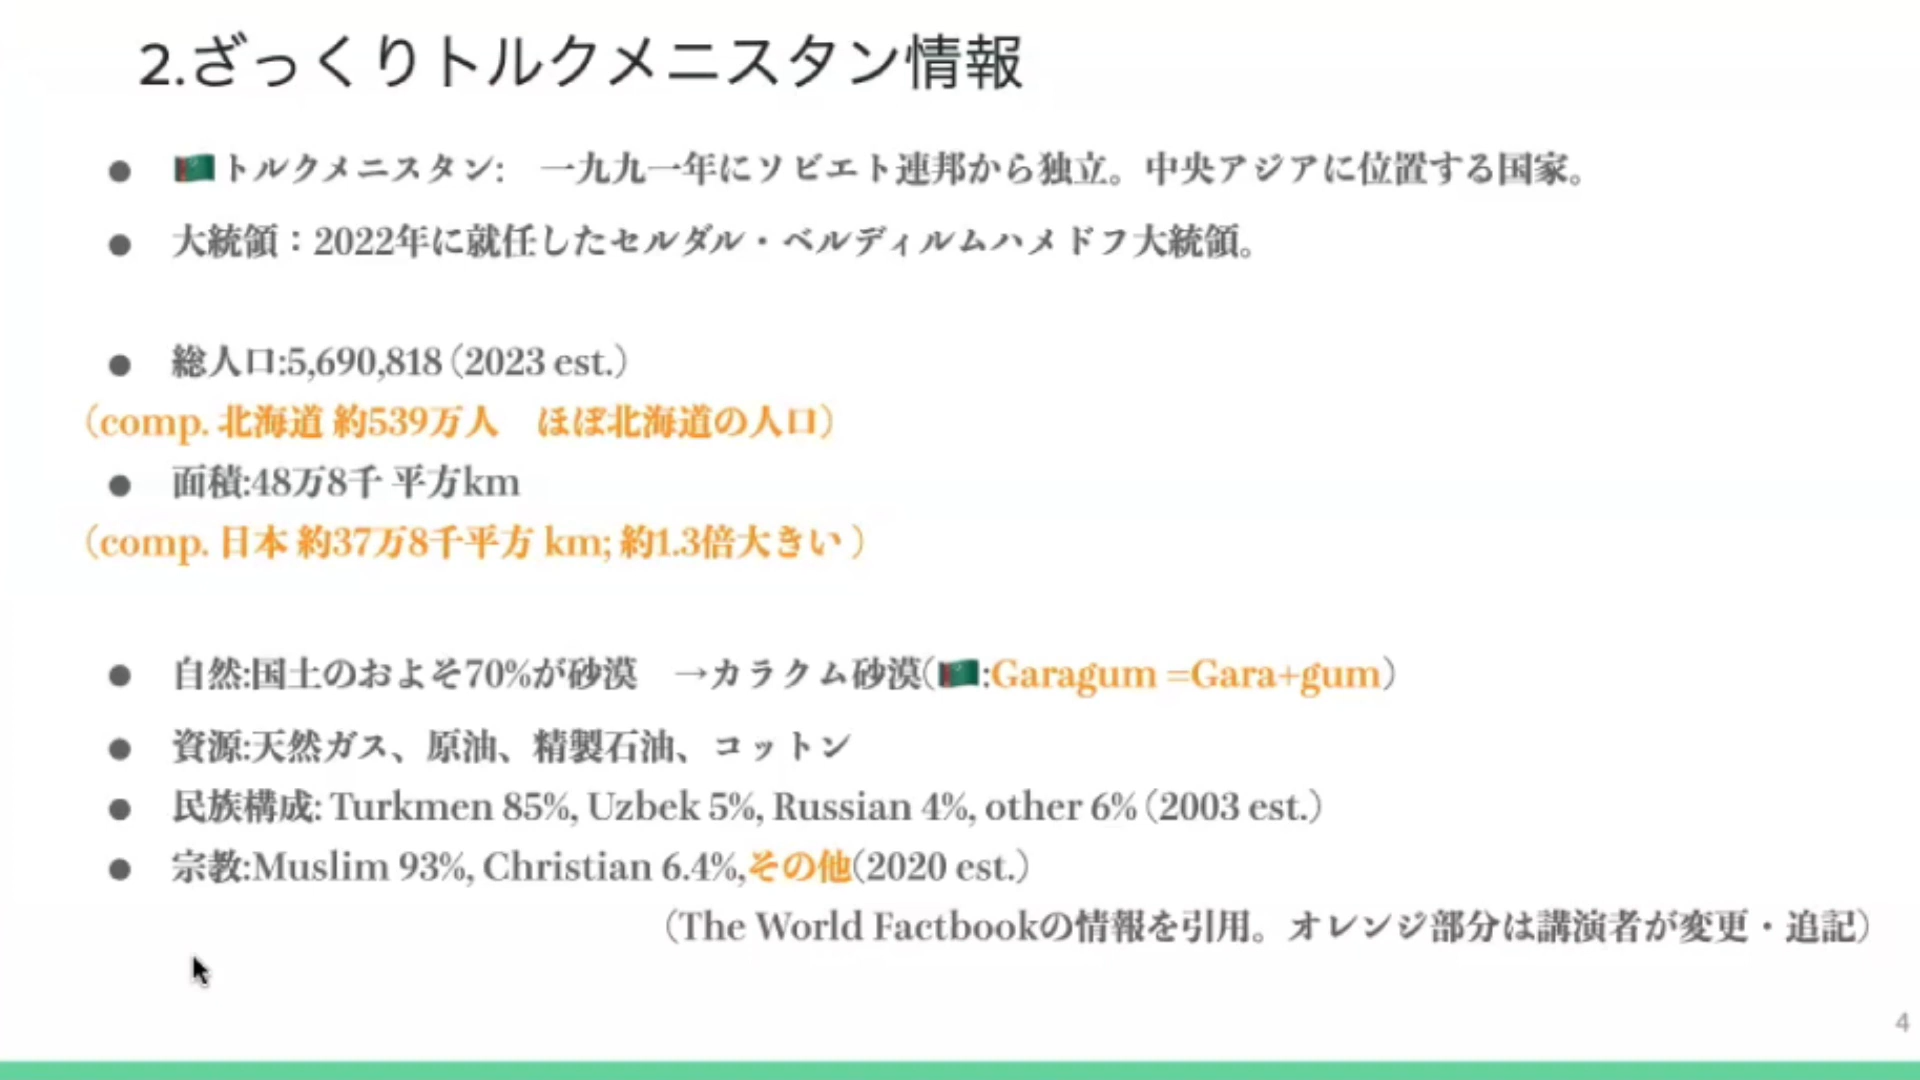 2.ざっくりトルクメニスタン情報
● 🇹🇲トルクメニスタン:　一九九一年にソビエト連邦から独立。中央アジアに位置する国家。
● 大統領：2022年に就任したセルダル・ベルディルムハメドフ大統領。
● 総人口:5,690,818（2023 est.）
（comp. 北海道 約539万人　ほぼ北海道の人口）
● 面積:48万8千 平方km
（comp. 日本 約37万8千平方 km; 約1.3倍大きい ）
● 自然:国土のおよそ70%が砂漠　→カラクム砂漠(🇹🇲:Garagum =Gara+gum）
● 資源:天然ガス、原油、精製石油、コットン
● 民族構成: Turkmen 85%, Uzbek 5%, Russian 4%, other 6%（2003 est.）
● 宗教:Muslim 93%, Christian 6.4%,その他(2020 est.）
（The World Factbookの情報を引用。オレンジ部分は講演者が変更・追記）
4